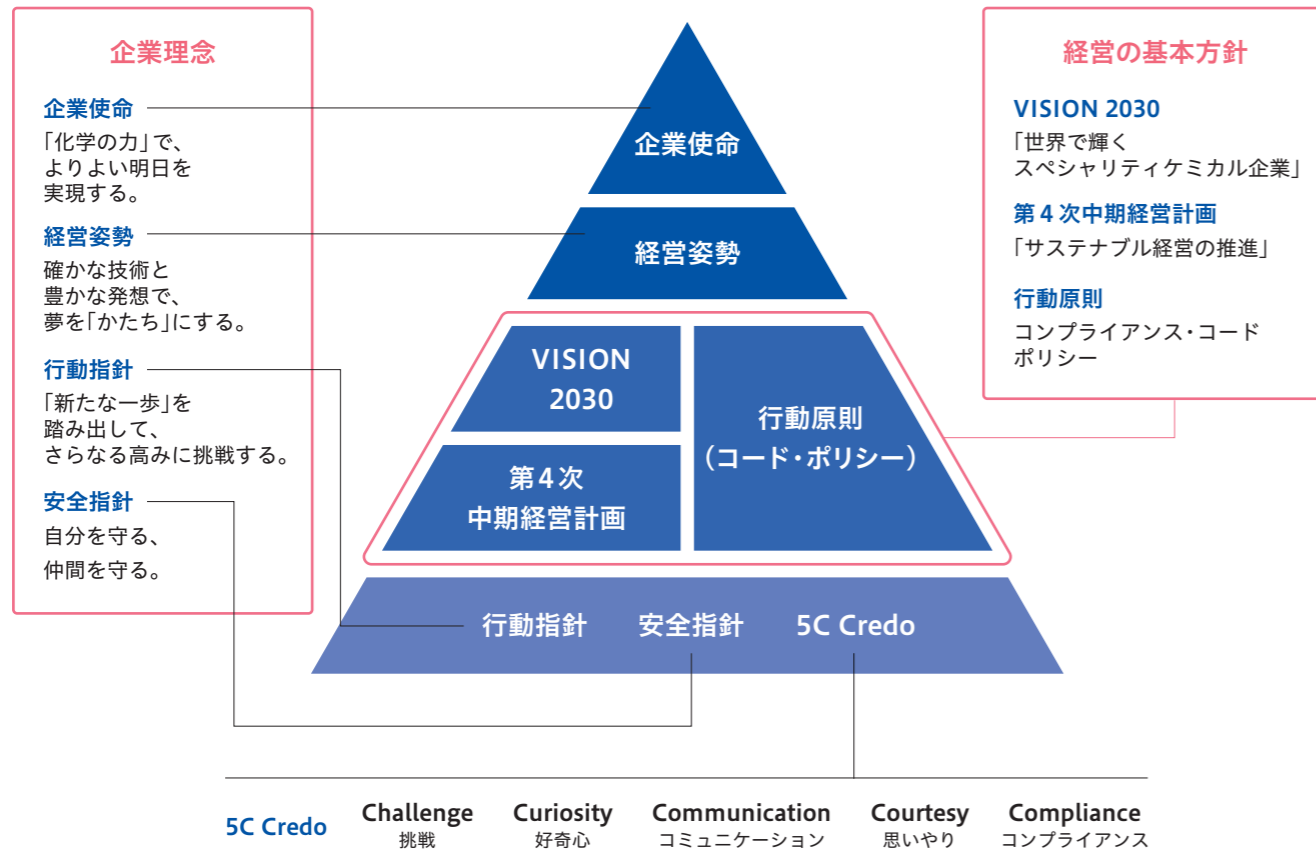 企業理念
企業使命
「化学の力」で、
よりよい明日を
実現する。
経営姿勢
確かな技術と
豊かな発想で、
夢を「かたち」にする。
行動指針
「新たな一歩」を
踏み出して、
さらなる高みに挑戦する。
安全指針
自分を守る、
仲間を守る。
企業使命
経営姿勢
VISION
2030
第4次
中期経営計画
行動原則
（コード・ポリシー）
行動指針 安全指針 5C Credo
経営の基本方針
VISION 2030
「世界で輝く
スペシャリティケミカル企業」
第4次中期経営計画
「サステナブル経営の推進」
行動原則
コンプライアンス・コード
ポリシー
5C Credo
Challenge
挑戦
Curiosity
好奇心
Communication
コミュニケーション
Courtesy
思いやり
Compliance
コンプライアンス